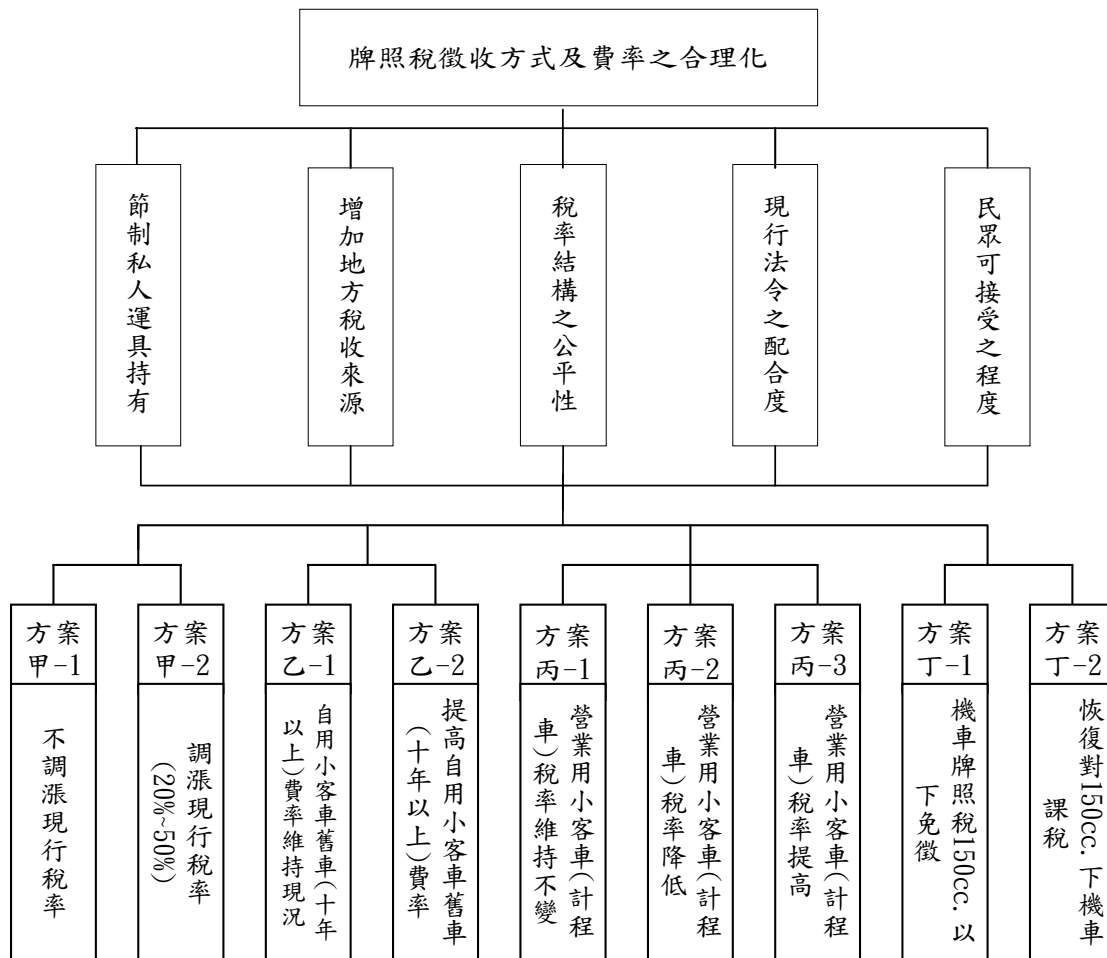 牌照稅徵收方式及費率之合理化
節制私人運具持有
增加地方稅收來源
稅率結構之公平性
現行法令之配合度
民眾可接受之程度
方案
甲-1
不調漲現行稅率
方案
甲-2
調漲現行稅率
(20%~50%)
方案
乙-1
自用小客車舊車(十年
以上)費率維持現況
方案
乙-2
提高自用小客車舊車
(十年以上)費率
方案
丙-1
營業用小客車(計程
車)稅率維持不變
方案
丙-2
營業用小客車(計程
車)稅率降低
方案
丙-3
營業用小客車(計程
車)稅率提高
方案
丁-1
機車牌照稅150cc.以
下免徵
方案
丁-2
恢復對150cc.下機車
課稅